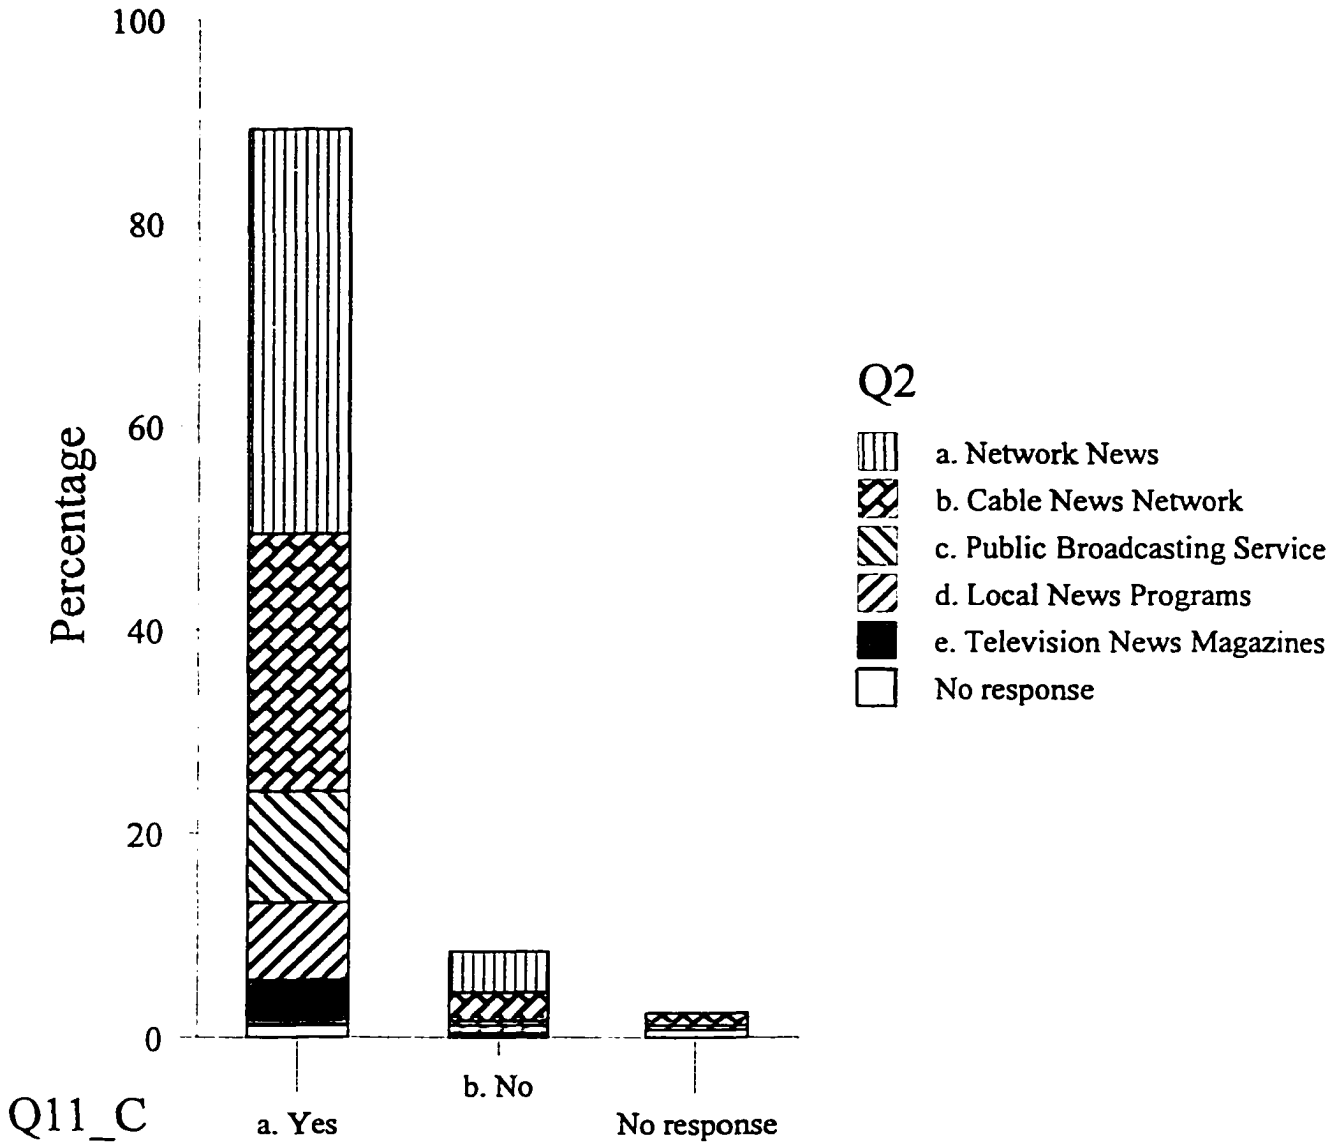 100
80
60
40
20
0
Percentage
Q2
a. Network News
b. Cable News Network
c. Public Broadcasting Service
d. Local News Programs
e. Television News Magazines
No response
b. No
Q11_C
a. Yes
No response